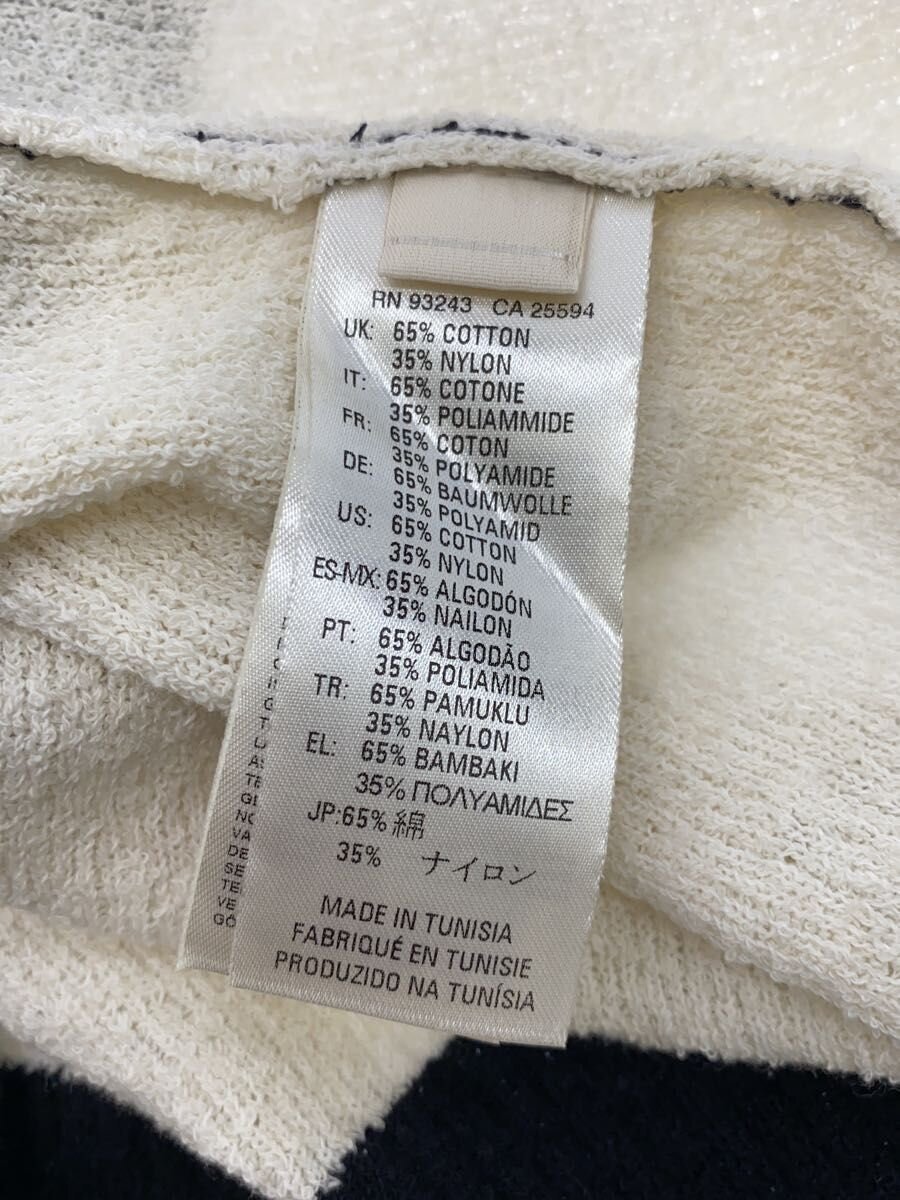 RN 93243 CA 25594
UK: 65% COTTON
35% NYLON
IT: 65% COTONE
35% POLIAMMIDE
FR: 65% COTON
35% POLYAMIDE
DE: 65% BAUMWOLLE
35% POLYAMID
US: 65% COTTON
35% NYLON
ES-MX: 65% ALGODÓN
35% NAILON
PT: 65% ALGODÃO
35% POLIAMIDA
TR: 65% PAMUKLU
35% NAYLON
EL: 65% BAMBAKI
35% ΠΟΛΥΑΜΙΔΕΣ
JP:65% 綿
35% ナイロン
MADE IN TUNISIA
FABRIQUÉ EN TUNISIE
PRODUZIDO NA TUNÍSIA